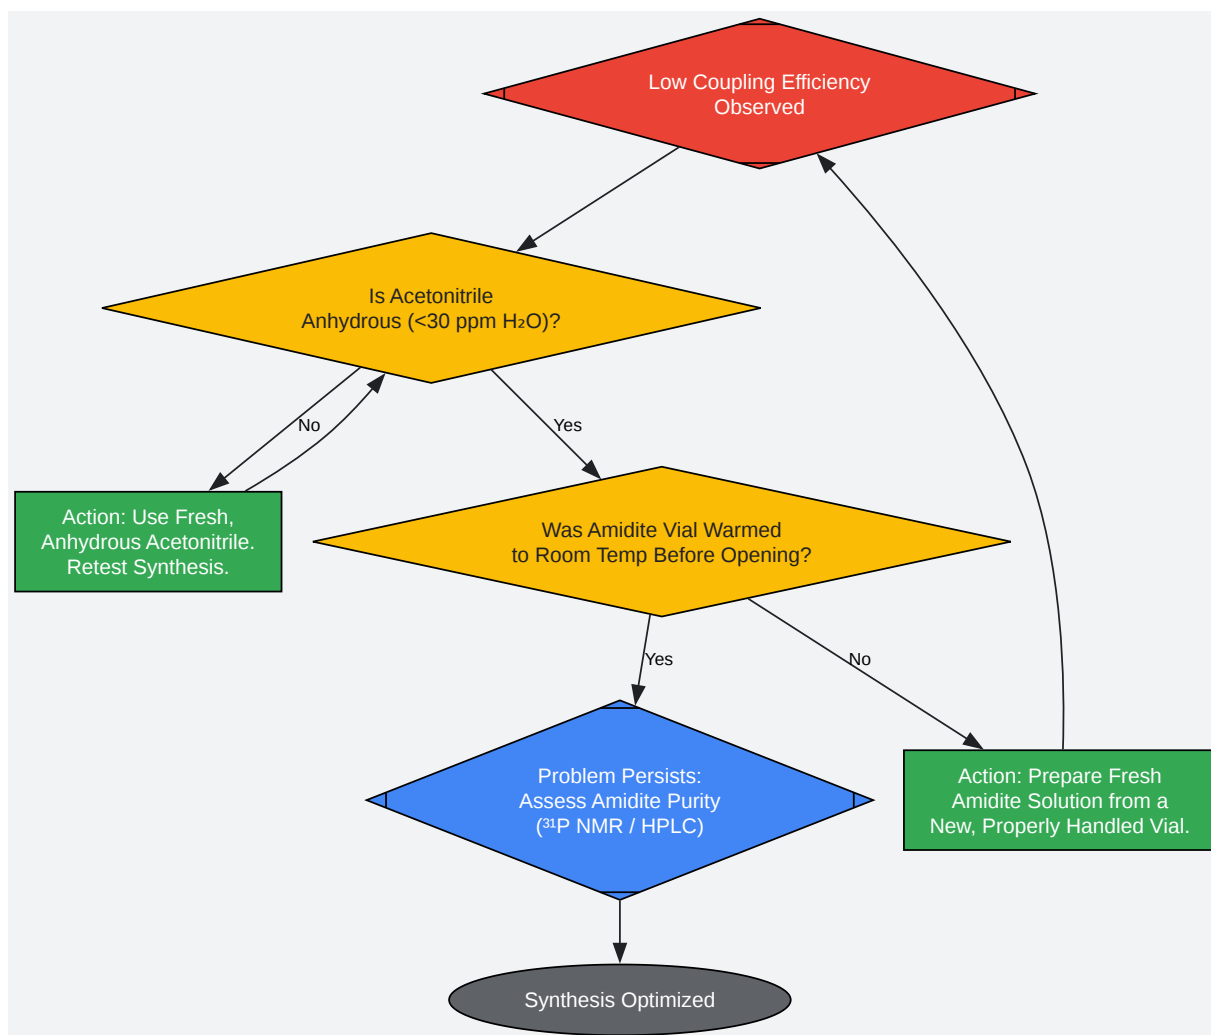 Low Coupling Efficiency
Observed
Is Acetonitrile
Anhydrous (<30 ppm H₂O)?
No
Yes
Action: Use Fresh,
Anhydrous Acetonitrile.
Retest Synthesis.
Was Amidite Vial Warmed
to Room Temp Before Opening?
Yes
No
Problem Persists:
Assess Amidite Purity
(³¹P NMR / HPLC)
Action: Prepare Fresh
Amidite Solution from a
New, Properly Handled Vial.
Synthesis Optimized